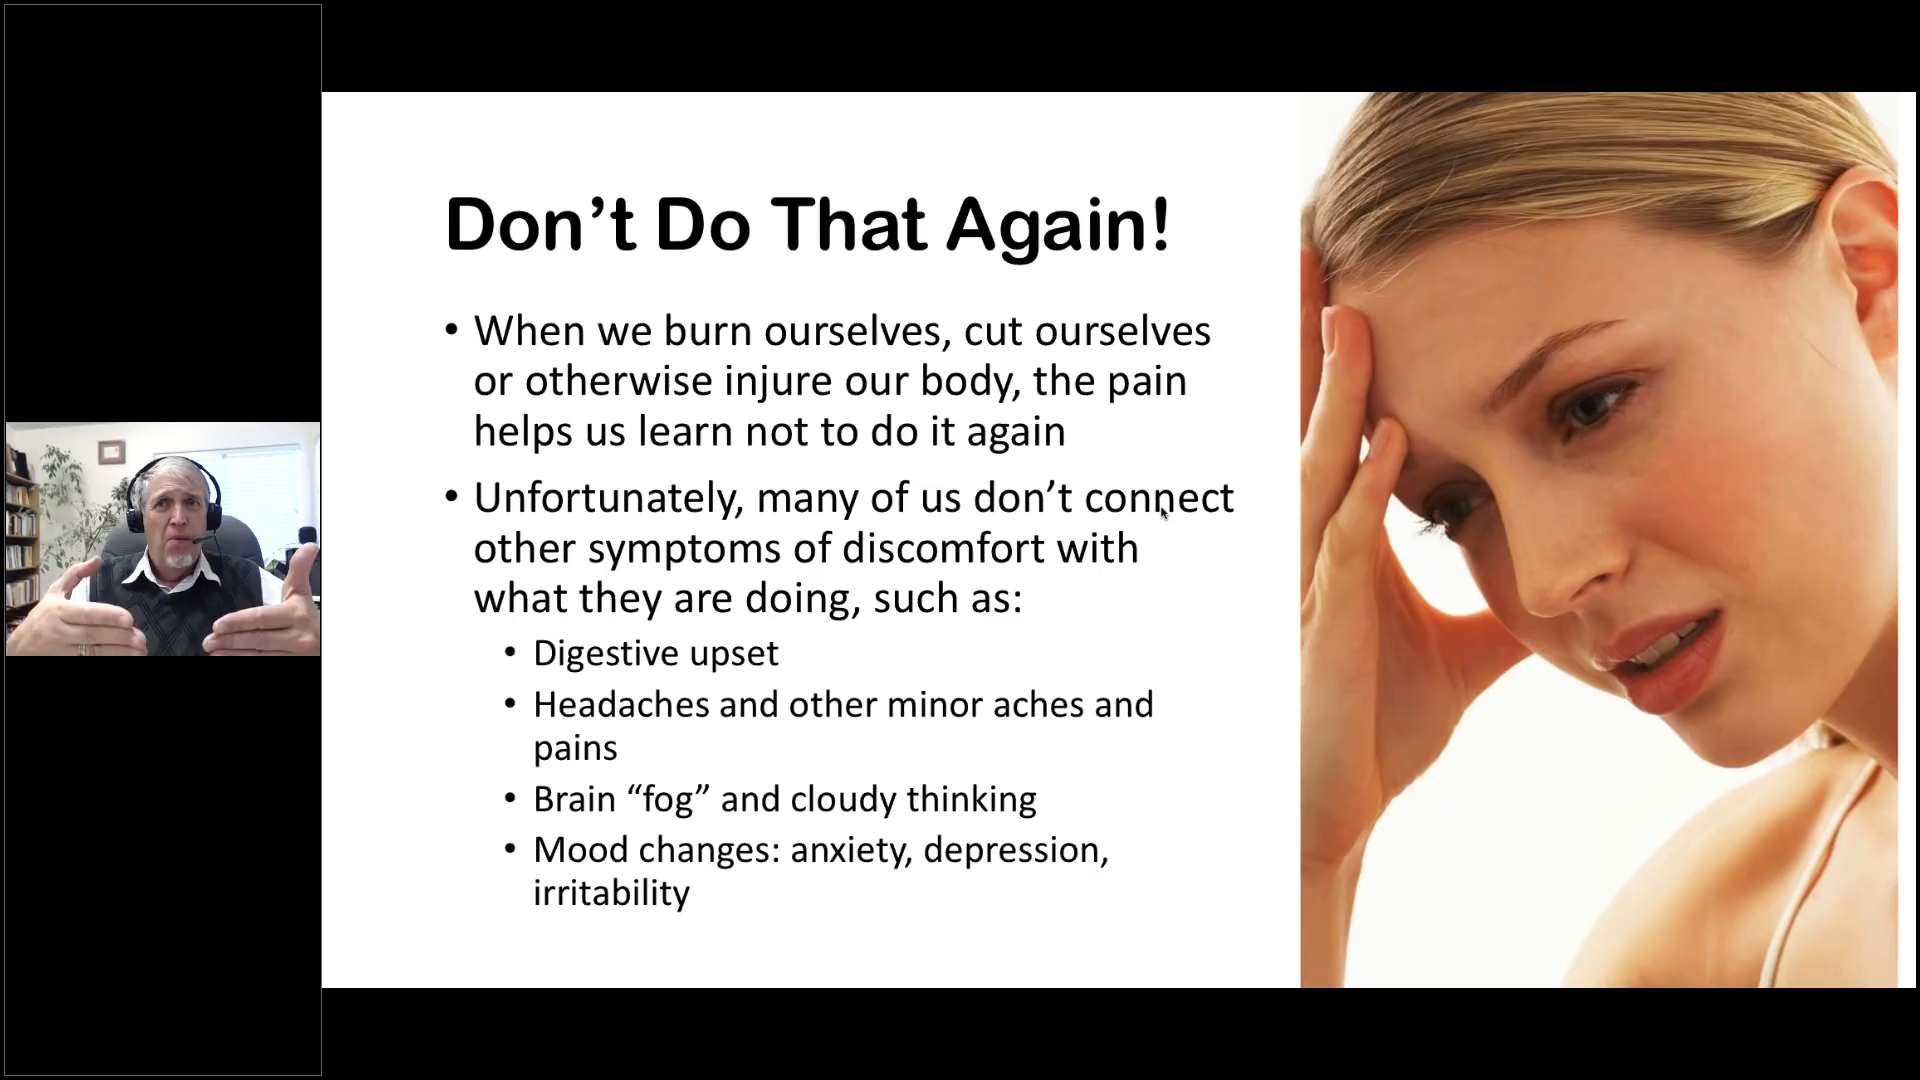 Don’t Do That Again!
• When we burn ourselves, cut ourselves
or otherwise injure our body, the pain
helps us learn not to do it again
• Unfortunately, many of us don’t connect
other symptoms of discomfort with
what they are doing, such as:
• Digestive upset
• Headaches and other minor aches and
pains
• Brain “fog” and cloudy thinking
• Mood changes: anxiety, depression,
irritability